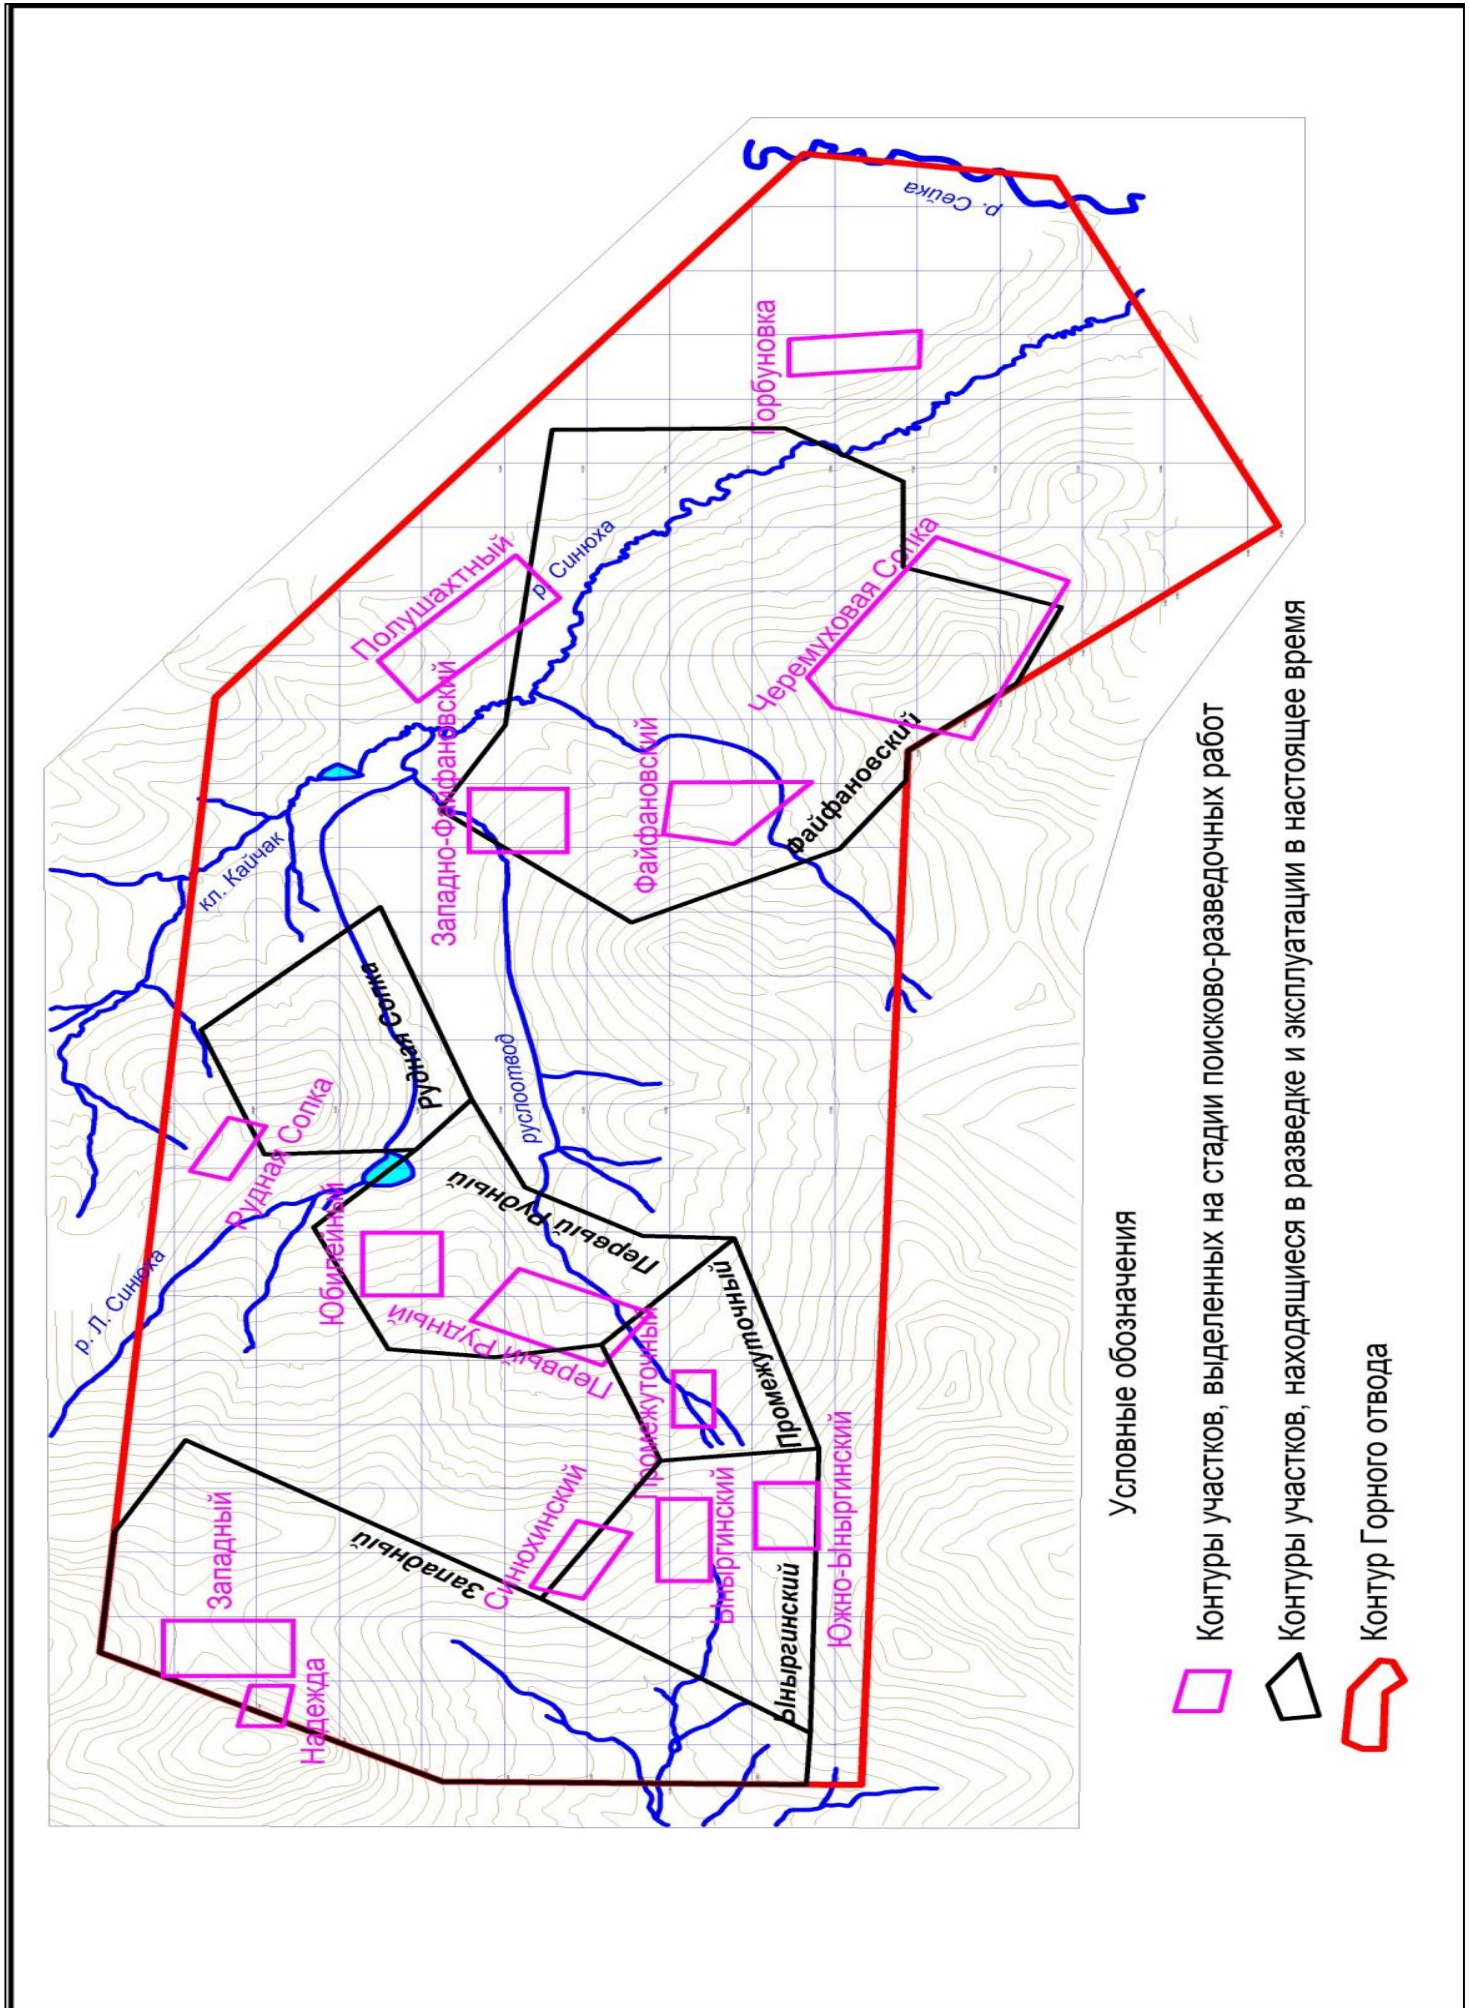 р. Сейка
Горбуновка
Полушахтный
р. Синюха
Черемуховая Сопка
Западно-Файфановский
Файфановский
Файфановский
кл. Кайчак
Рудная Сопка
руслоотвод
Рудная Сопка
р. Л. Синюха
Юбилейный
Первый Рудный
Первый Рудный
Промежуточный
Промежуточный
Западный
Западный
Синюхинский
Ыныргинский
Южно-Ыныргинский
Ыныргинский
Надежда
Условные обозначения
Контуры участков, выделенных на стадии поисково-разведочных работ
Контуры участков, находящиеся в разведке и эксплуатации в настоящее время
Контур Горного отвода